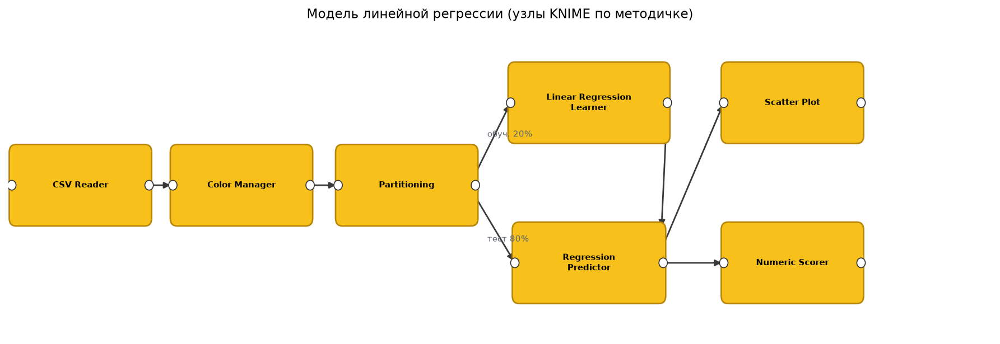 Модель линейной регрессии (узлы KNIME по методичке)
CSV Reader
Color Manager
Partitioning
обуч. 20%
тест 80%
Linear Regression
Learner
Regression
Predictor
Scatter Plot
Numeric Scorer